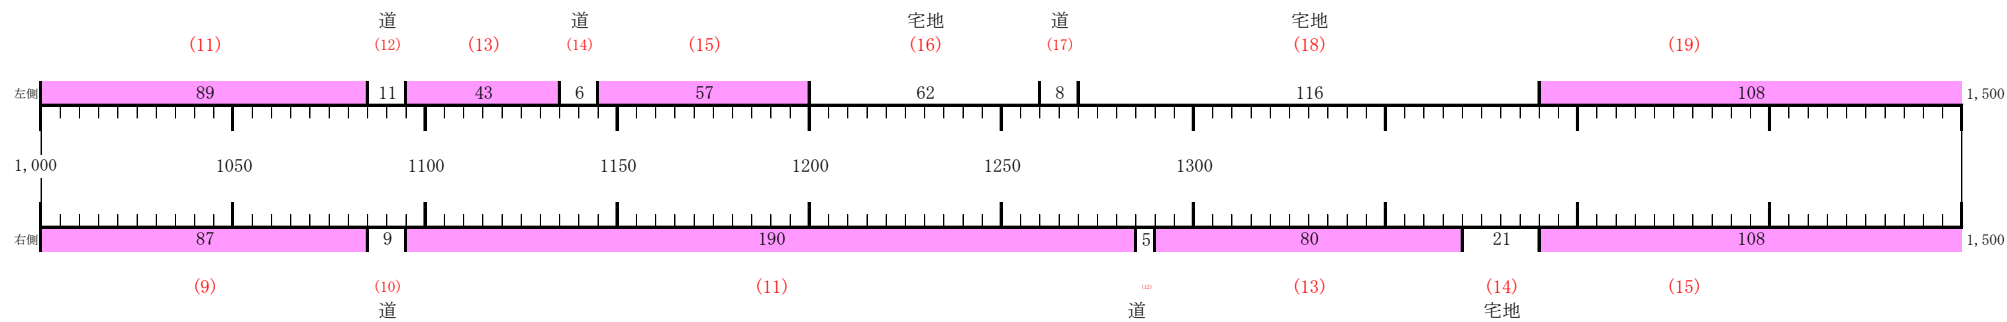 道 道 宅地 道 宅地
(11) (12) (13) (14) (15) (16) (17) (18) (19)
左側 89 11 43 6 57 62 8 116 108 1,500
1,000 1050 1100 1150 1200 1250 1300
右側 87 9 190 5 80 21 108 1,500
(9) (10) (11) (12) (13) (14) (15)
道 道 宅地